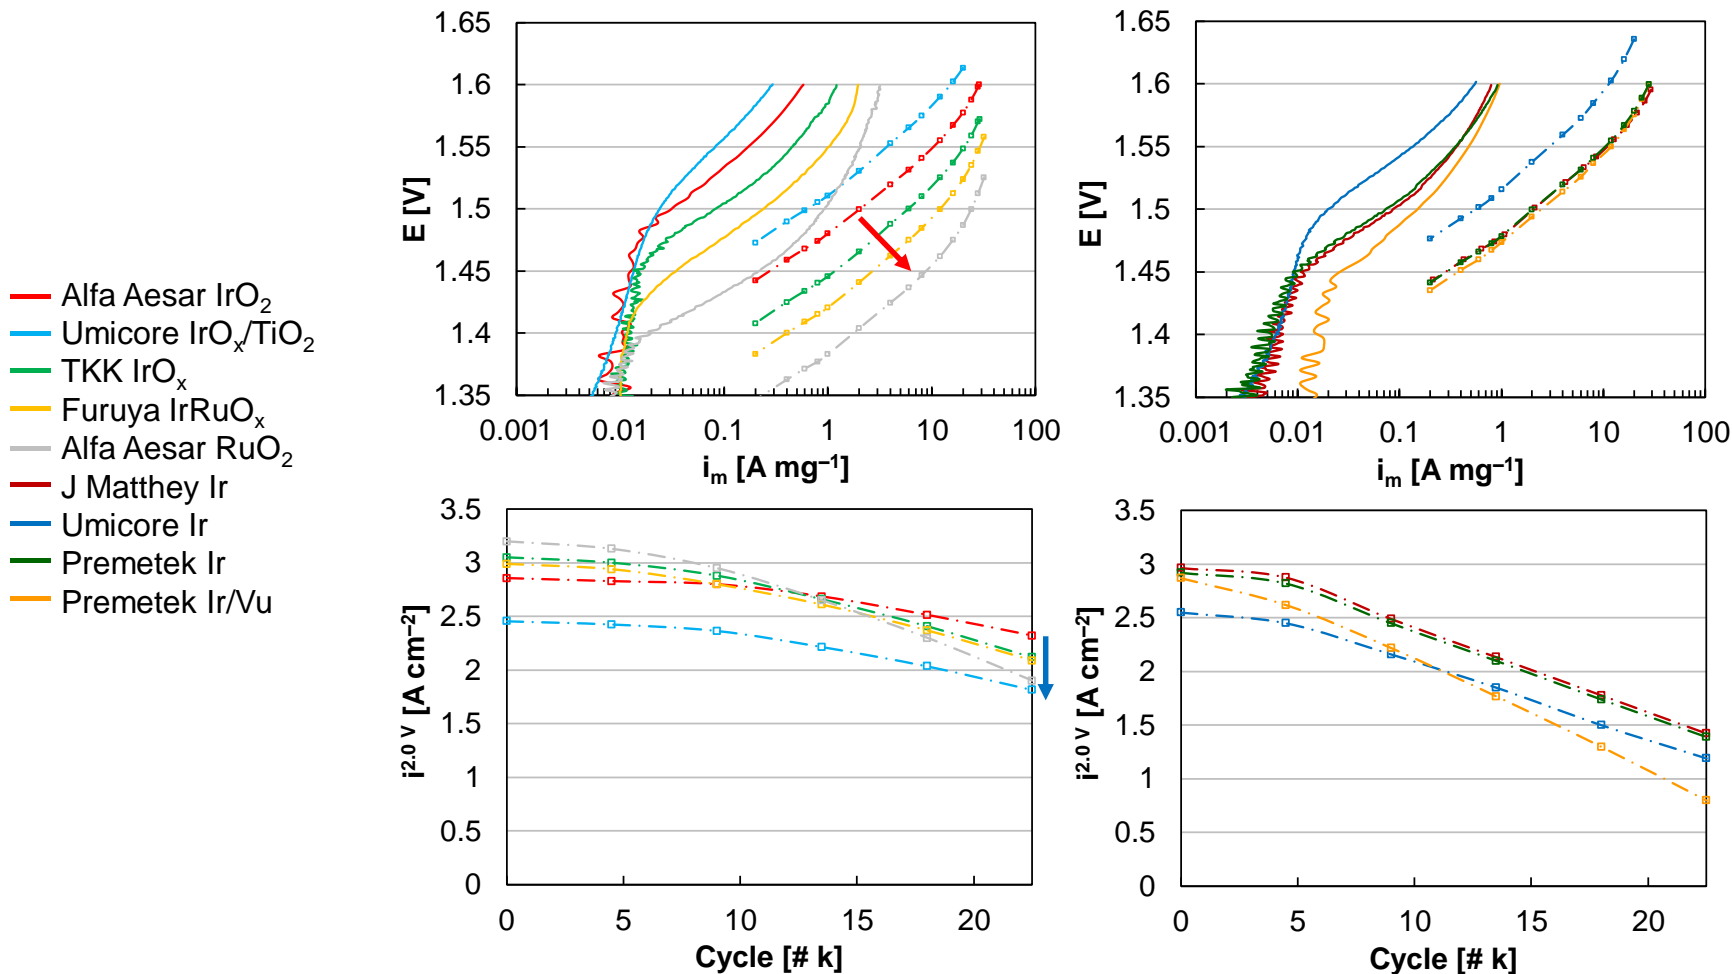 Alfa Aesar IrO₂
Umicore IrOₓ/TiO₂
TKK IrOₓ
Furuya IrRuOₓ
Alfa Aesar RuO₂
J Matthey Ir
Umicore Ir
Premetek Ir
Premetek Ir/Vu
E [V]
1.65
1.6
1.55
1.5
1.45
1.4
1.35
0.001 0.01 0.1 1 10 100
iₘ [A mg⁻¹]
E [V]
1.65
1.6
1.55
1.5
1.45
1.4
1.35
0.001 0.01 0.1 1 10 100
iₘ [A mg⁻¹]
i²·⁰ ⱽ [A cm⁻²]
3.5
3
2.5
2
1.5
1
0.5
0
0 5 10 15 20
Cycle [# k]
i²·⁰ ⱽ [A cm⁻²]
3.5
3
2.5
2
1.5
1
0.5
0
0 5 10 15 20
Cycle [# k]